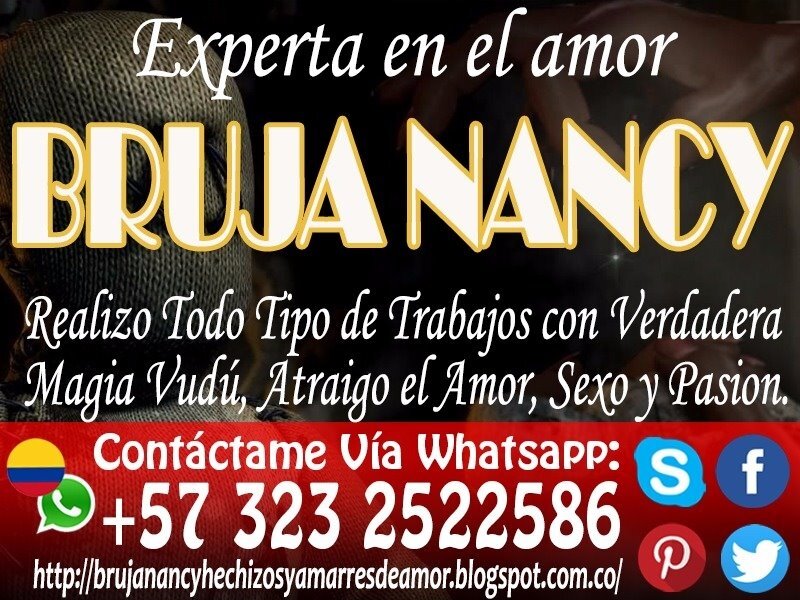 Experta en el amor
BRUJA NANCY
Realizo Todo Tipo de Trabajos con Verdadera
Magia Vudú, Atraigo el Amor, Sexo y Pasion.
Contáctame Vía Whatsapp:
+57 323 2522586
http://brujanancyhechizosyamarresdeamor.blogspot.com.co/